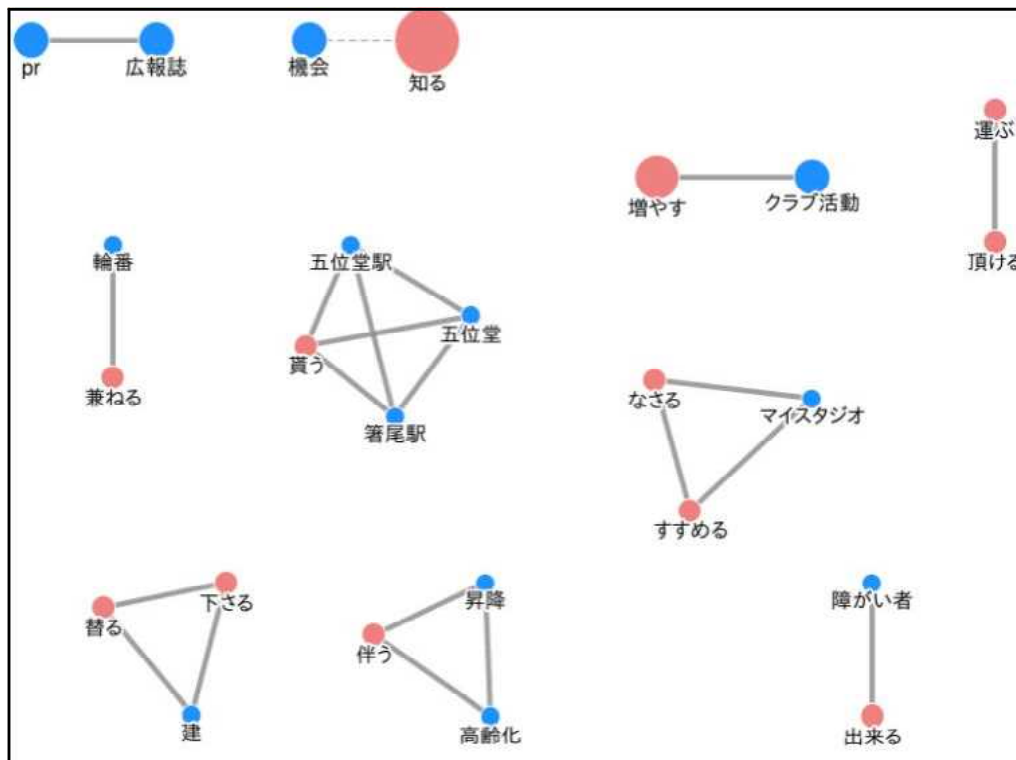 pr
広報誌
機会
知る
運ぶ
増やす
クラブ活動
頂ける
輪番
五位堂駅
五位堂
貰う
兼ねる
箸尾駅
なさる
マイスタジオ
すすめる
下さる
替る
建
昇降
伴う
高齢化
障がい者
出来る